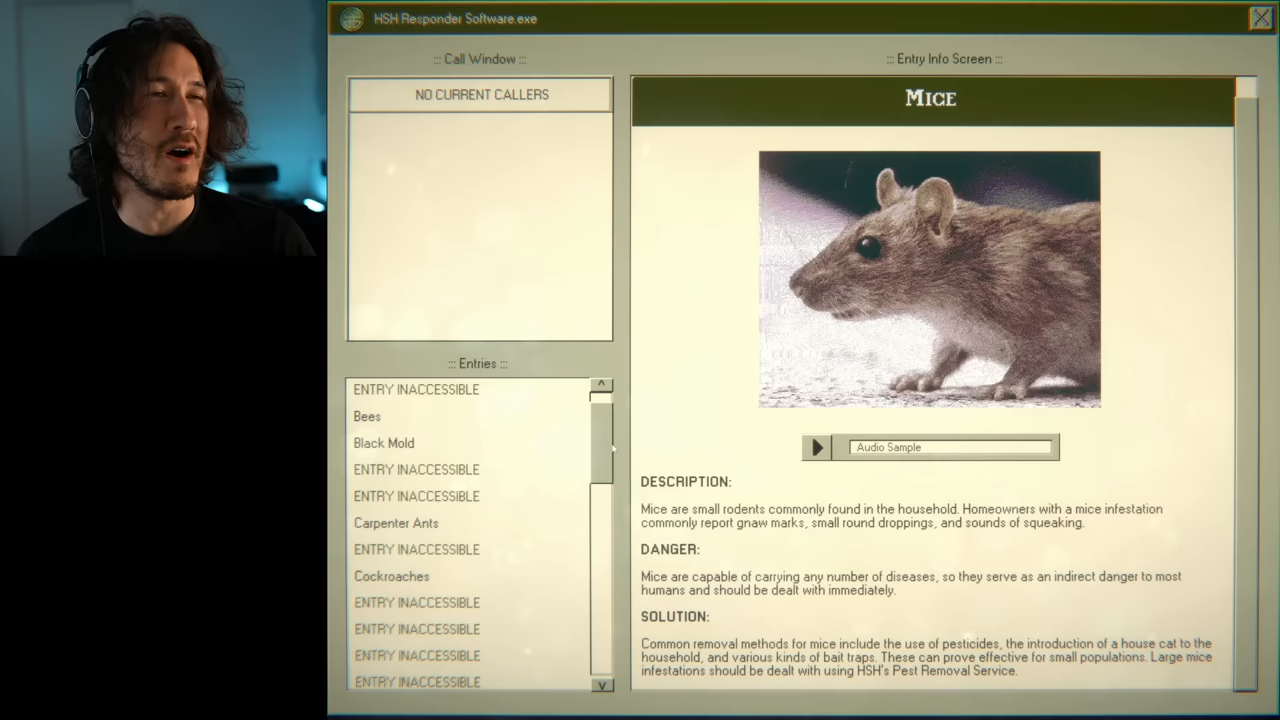 HSH Responder Software.exe
::: Call Window :::
NO CURRENT CALLERS
::: Entries :::
ENTRY INACCESSIBLE
Bees
Black Mold
ENTRY INACCESSIBLE
ENTRY INACCESSIBLE
Carpenter Ants
ENTRY INACCESSIBLE
Cockroaches
ENTRY INACCESSIBLE
ENTRY INACCESSIBLE
ENTRY INACCESSIBLE
ENTRY INACCESSIBLE
::: Entry Info Screen :::
MICE
Audio Sample
DESCRIPTION:
Mice are small rodents commonly found in the household. Homeowners with a mice infestation
commonly report gnaw marks, small round droppings, and sounds of squeaking.
DANGER:
Mice are capable of carrying any number of diseases, so they serve as an indirect danger to most
humans and should be dealt with immediately.
SOLUTION:
Common removal methods for mice include the use of pesticides, the introduction of a house cat to the
household, and various kinds of bait traps. These can prove effective for small populations. Large mice
infestations should be dealt with using HSH's Pest Removal Service.